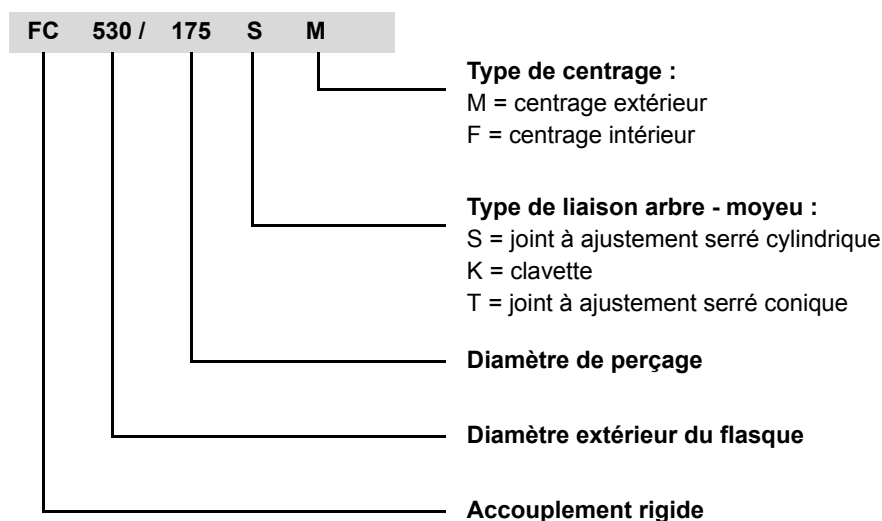 FC 530 / 175 S M
Type de centrage :
M = centrage extérieur
F = centrage intérieur
Type de liaison arbre - moyeu :
S = joint à ajustement serré cylindrique
K = clavette
T = joint à ajustement serré conique
Diamètre de perçage
Diamètre extérieur du flasque
Accouplement rigide